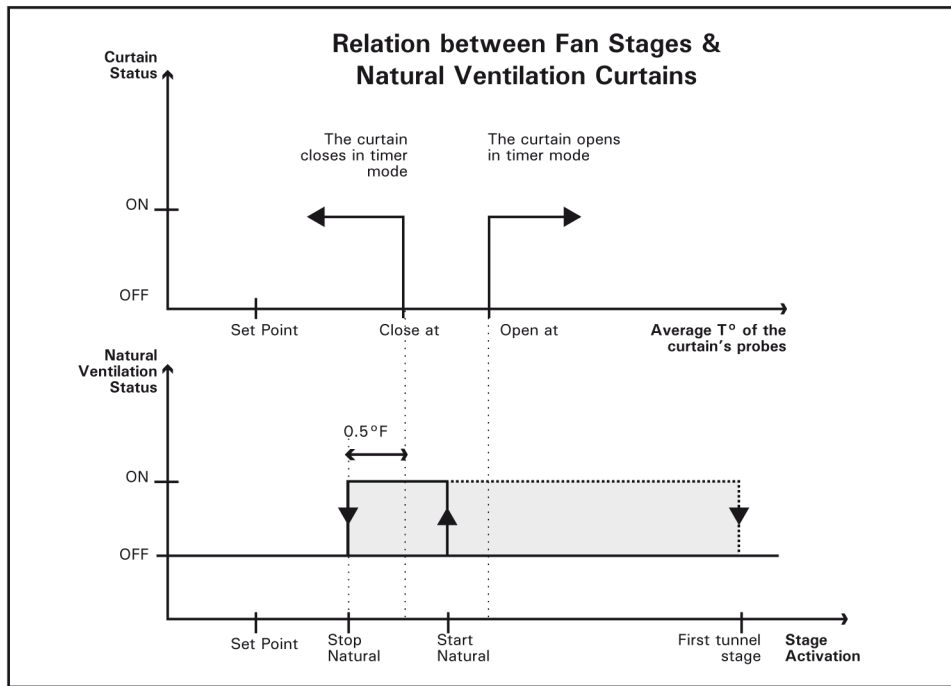 Relation between Fan Stages &
Natural Ventilation Curtains
Curtain
Status
The curtain
closes in timer
mode
The curtain opens
in timer mode
ON
OFF
Set Point
Close at
Open at
Average Tº of the
curtain's probes
Natural
Ventilation
Status
0.5ºF
ON
OFF
Set Point
Stop
Natural
Start
Natural
First tunnel
stage
Stage
Activation